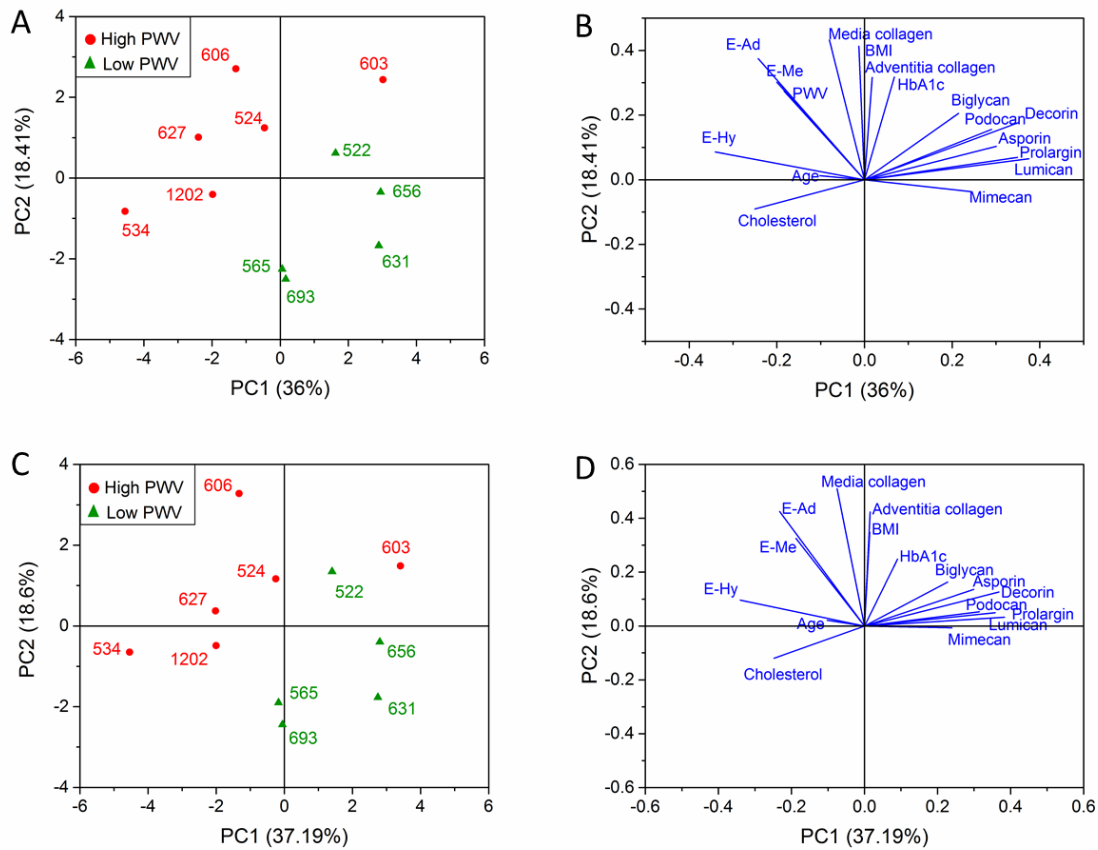 A
High PWV
Low PWV
606
603
524
627
522
656
1202
534
631
565
693
4
2
0
-2
-4
-6
-4
-2
0
2
4
6
PC2 (18.41%)
PC1 (36%)
B
Media collagen
E-Ad
BMI
E-Me
Adventitia collagen
PWV
HbA1c
Biglycan
Decorin
Podocan
E-Hy
Asporin
Prolargin
Age
Lumican
Mimecan
Cholesterol
0.4
0.2
0.0
-0.2
-0.4
-0.4
-0.2
0.0
0.2
0.4
PC2 (18.41%)
PC1 (36%)
C
High PWV
Low PWV
606
603
524
522
627
534
1202
656
565
631
693
4
2
0
-2
-4
-6
-4
-2
0
2
4
6
PC2 (18.6%)
PC1 (37.19%)
D
Media collagen
E-Ad
Adventitia collagen
BMI
E-Me
HbA1c
Biglycan
Asporin
E-Hy
Decorin
Podocan
Prolargin
Age
Lumican
Mimecan
Cholesterol
0.6
0.4
0.2
0.0
-0.2
-0.4
-0.6
-0.6
-0.4
-0.2
0.0
0.2
0.4
0.6
PC2 (18.6%)
PC1 (37.19%)